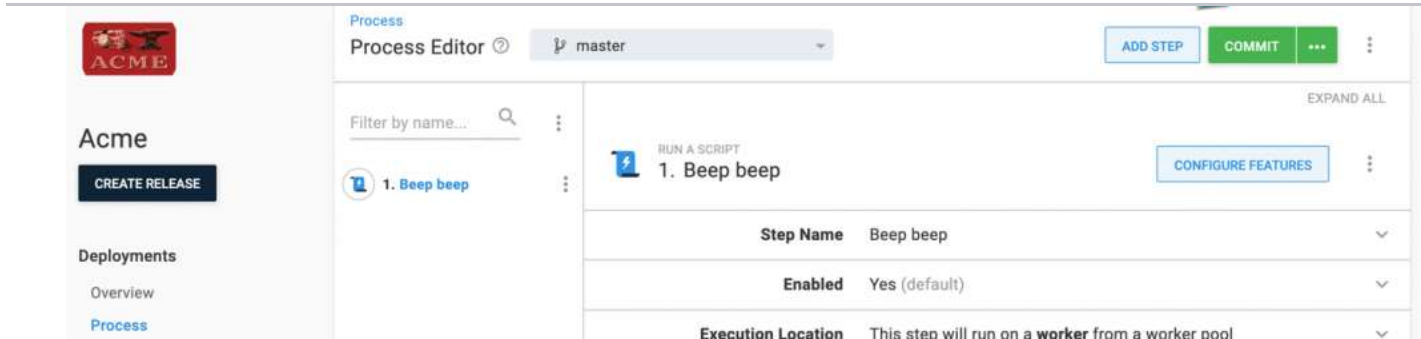 ACME
Acme
CREATE RELEASE
Deployments
Overview
Process
Process
Process Editor
master
ADD STEP
COMMIT
Filter by name...
1. Beep beep
EXPAND ALL
RUN A SCRIPT
1. Beep beep
CONFIGURE FEATURES
Step Name Beep beep
Enabled Yes (default)
Execution Location This step will run on a worker from a worker pool